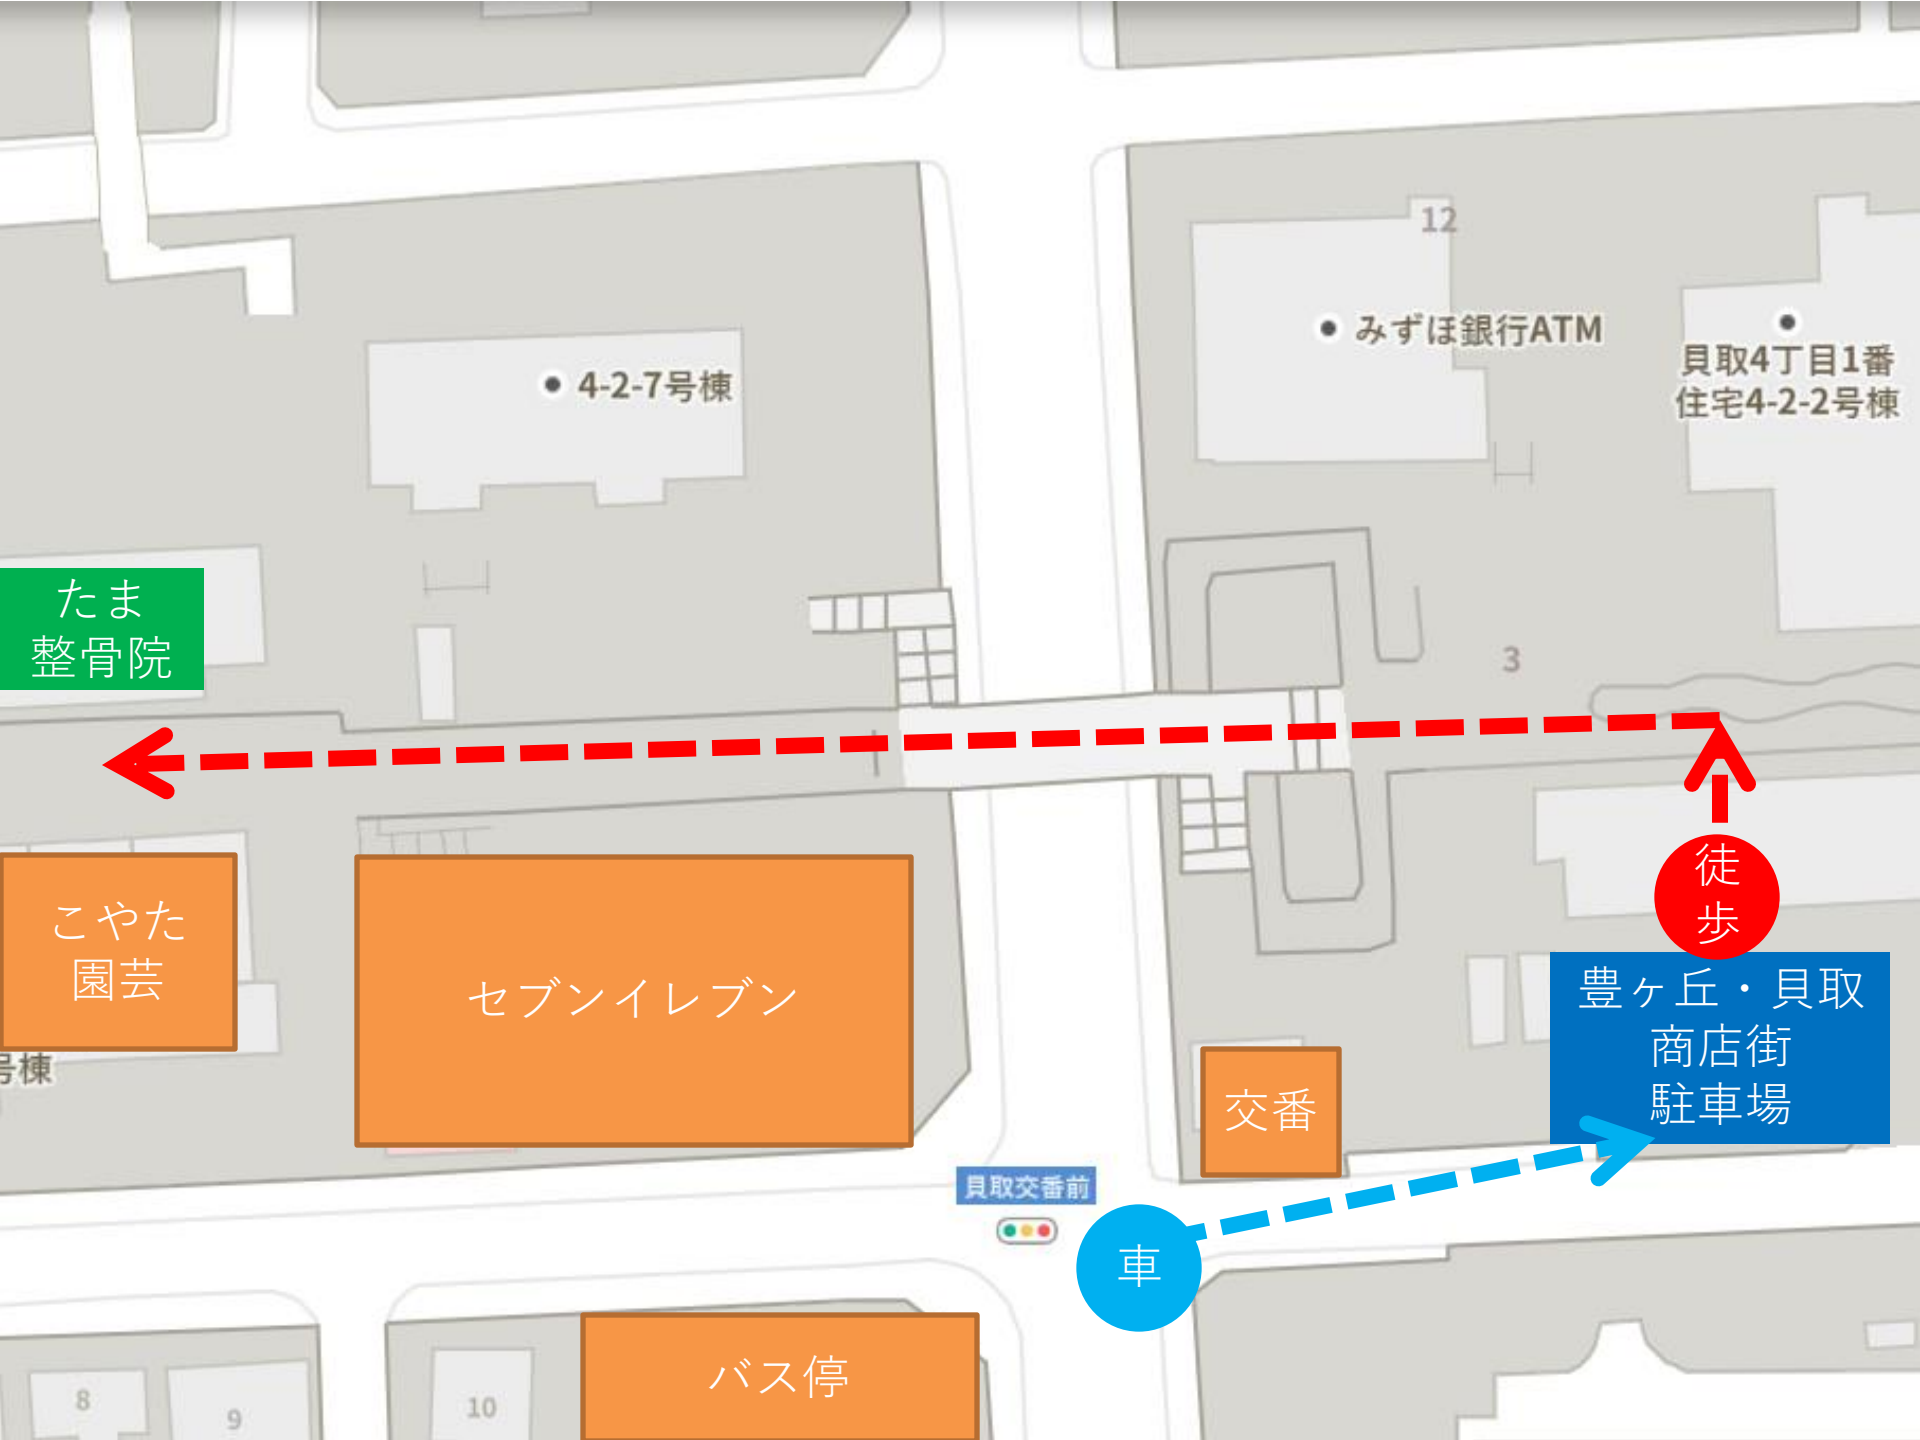 12
みずほ銀行ATM
貝取4丁目1番
住宅4-2-2号棟
4-2-7号棟
たま
整骨院
3
徒
歩
こやた
園芸
セブンイレブン
豊ヶ丘・貝取
商店街
駐車場
号棟
交番
貝取交番前
車
バス停
8
9
10